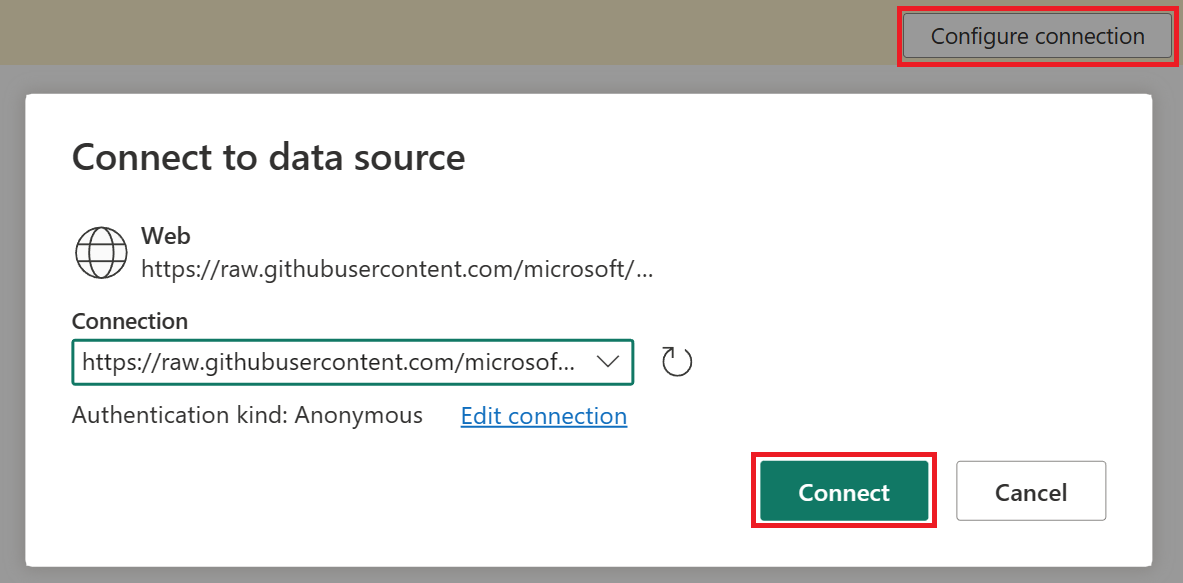 Configure connection
Connect to data source
Web
https://raw.githubusercontent.com/microsoft/...
Connection
https://raw.githubusercontent.com/microsof...
Authentication kind: Anonymous Edit connection
Connect Cancel